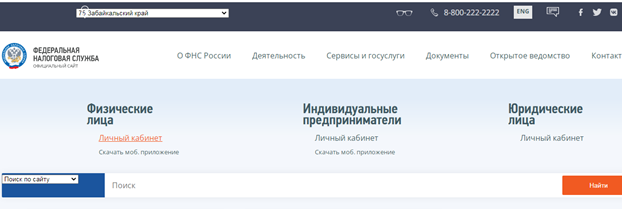 75 Забайкальский край
8-800-222-2222
ENG
ФЕДЕРАЛЬНАЯ
НАЛОГОВАЯ СЛУЖБА
ОФИЦИАЛЬНЫЙ САЙТ
О ФНС России Деятельность Сервисы и госуслуги Документы Открытое ведомство Контакт
Физические
лица
Личный кабинет
Скачать моб. приложение
Индивидуальные
предприниматели
Личный кабинет
Скачать моб. приложение
Юридические
лица
Личный кабинет
Поиск по сайту
Поиск
Найти